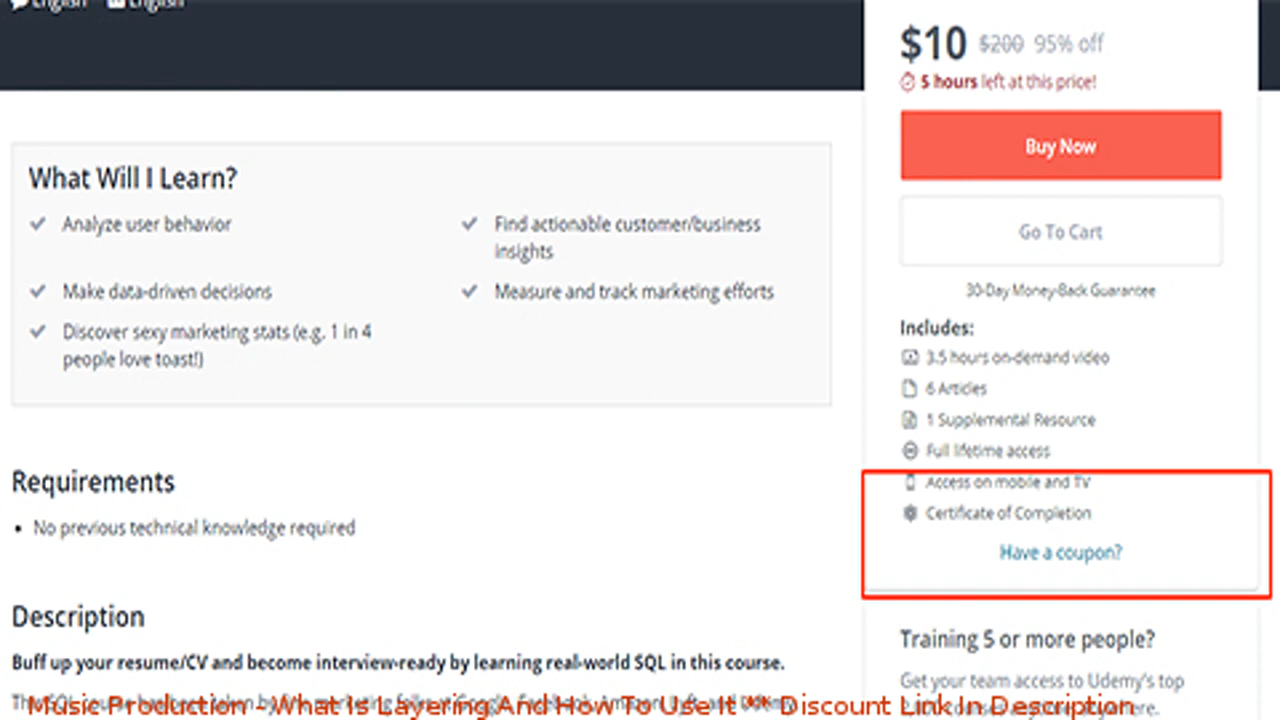 English English
$10 $200 95% off
5 hours left at this price!
Buy Now
Go To Cart
30-Day Money-Back Guarantee
Includes:
3.5 hours on-demand video
6 Articles
1 Supplemental Resource
Full lifetime access
Access on mobile and TV
Certificate of Completion
Have a coupon?
Training 5 or more people?
Get your team access to Udemy's top
What Will I Learn?
Analyze user behavior
Find actionable customer/business
insights
Make data-driven decisions
Measure and track marketing efforts
Discover sexy marketing stats (e.g. 1 in 4
people love toast!)
Requirements
• No previous technical knowledge required
Description
Buff up your resume/CV and become interview-ready by learning real-world SQL in this course.
Music Production - What Is Layering And How To Use It *** Discount Link In Description